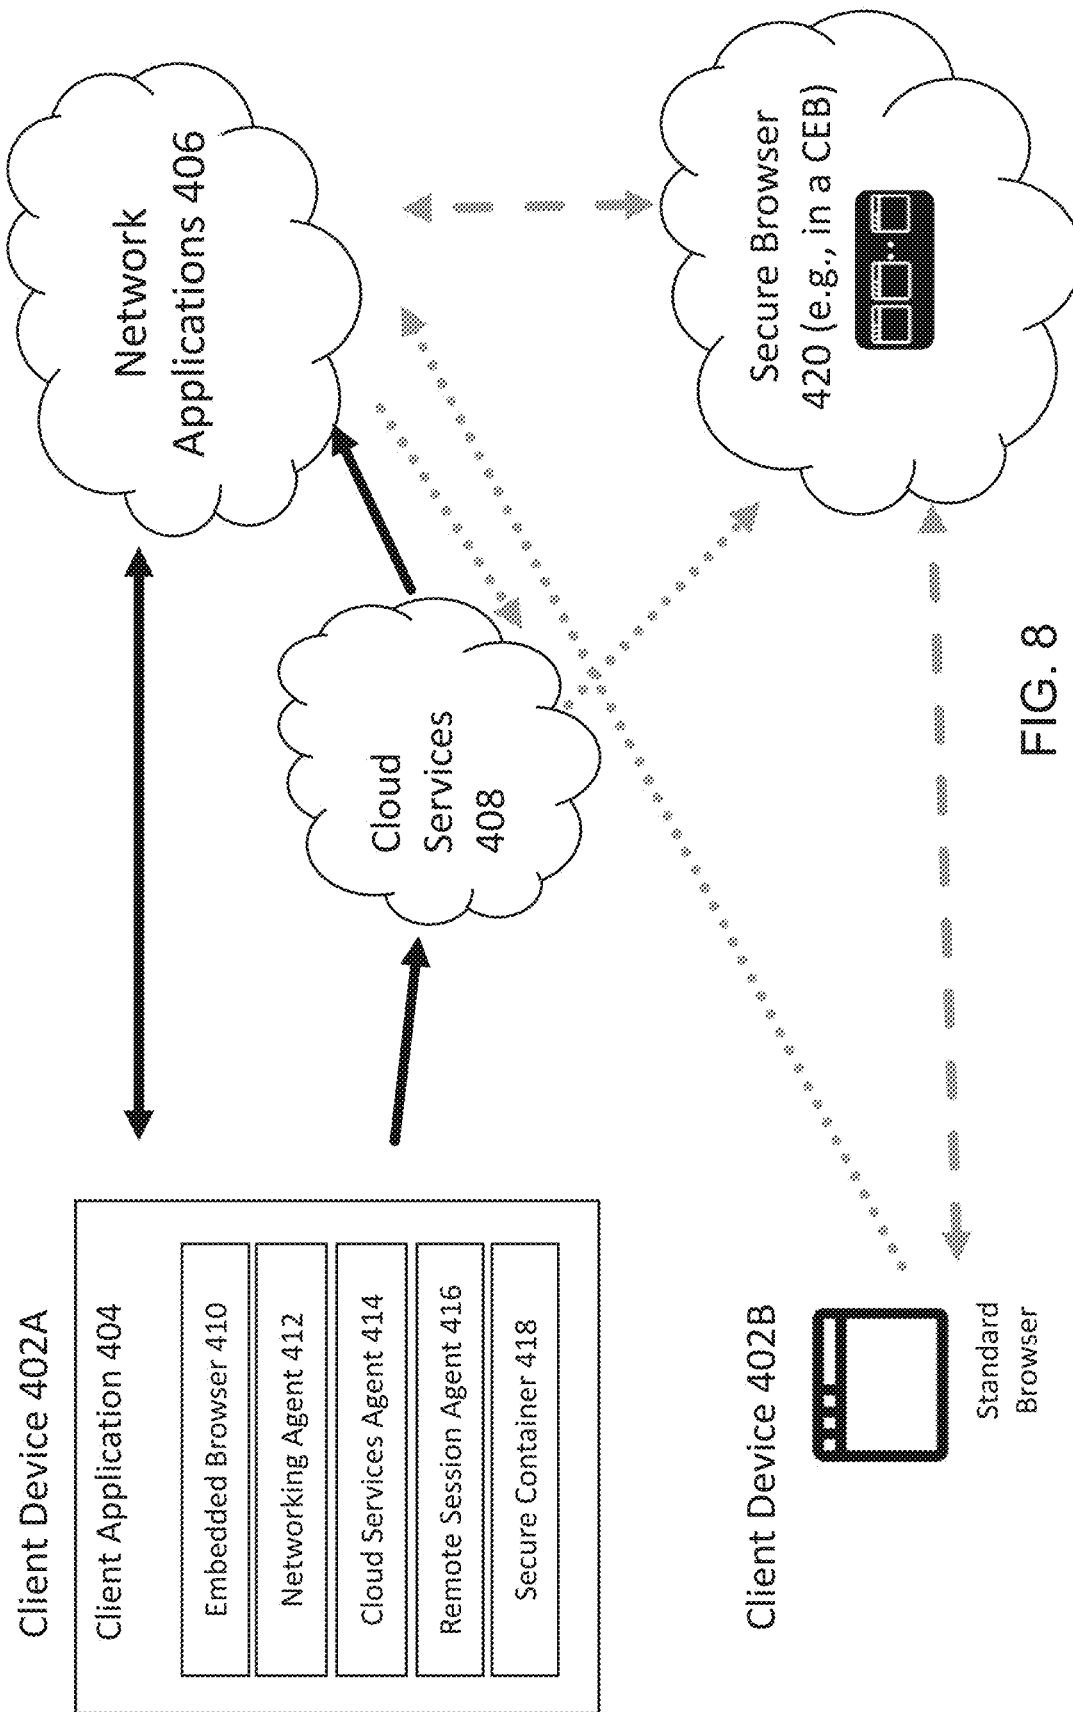 Client Device 402A
Client Application 404
Embedded Browser 410
Networking Agent 412
Cloud Services Agent 414
Remote Session Agent 416
Secure Container 418
Network
Applications 406
Cloud
Services
408
Client Device 402B
Standard
Browser
Secure Browser
420 (e.g., in a CEB)
FIG. 8